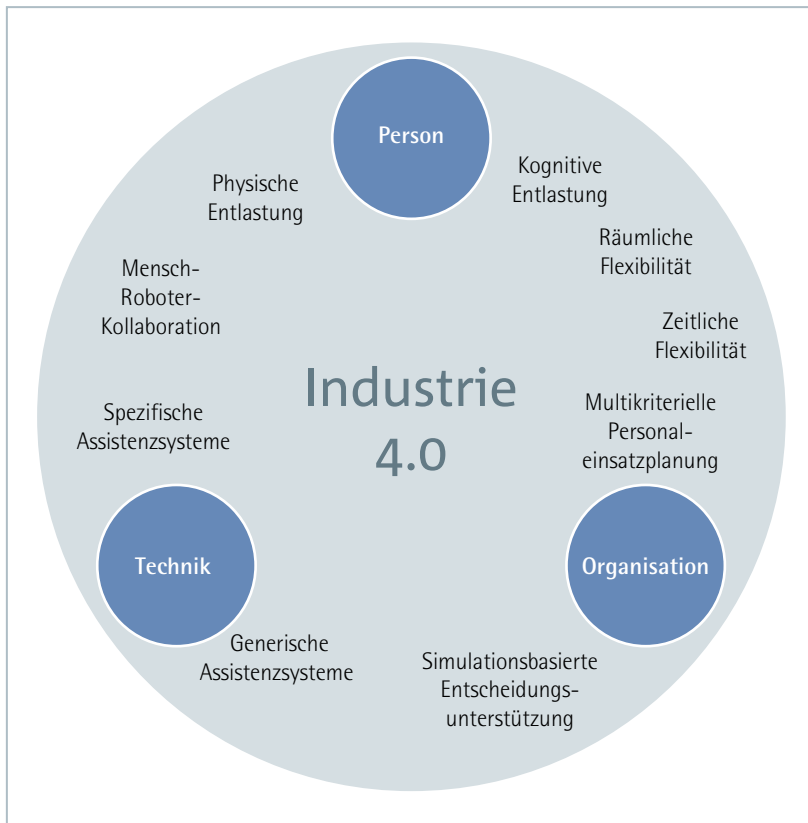 Person
Kognitive
Entlastung
Physische
Entlastung
Räumliche
Flexibilität
Mensch-
Roboter-
Kollaboration
Zeitliche
Flexibilität
Industrie
4.0
Spezifische
Assistenzsysteme
Multikriterielle
Personal-
einsatzplanung
Technik
Organisation
Generische
Assistenzsysteme
Simulationsbasierte
Entscheidungs-
unterstützung